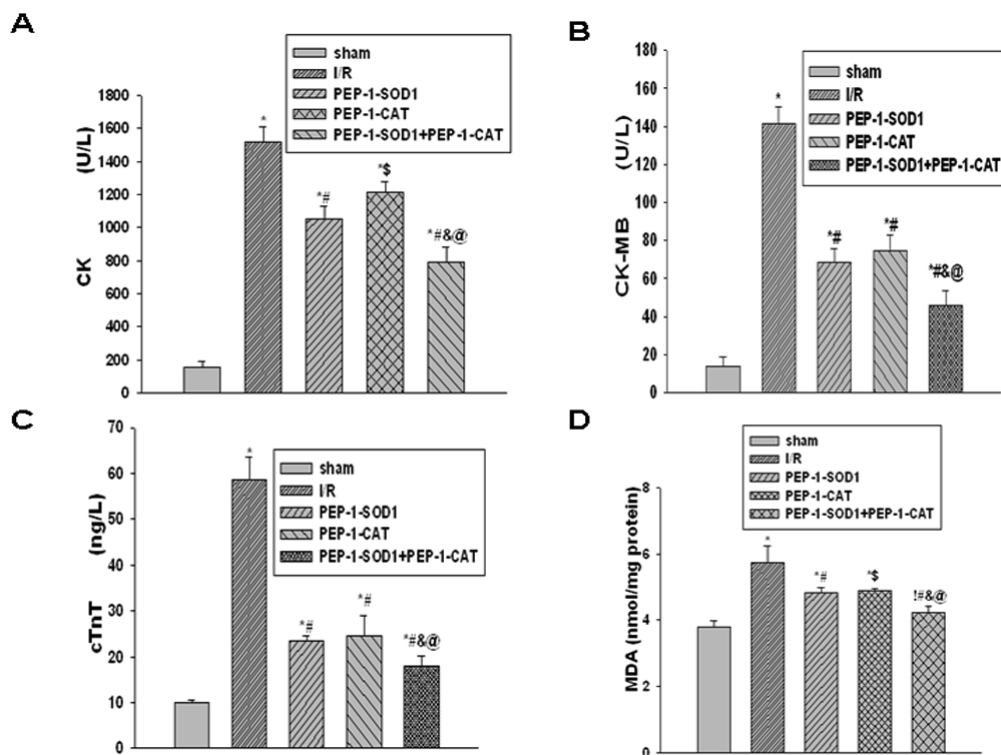 A
sham
I/R
PEP-1-SOD1
PEP-1-CAT
PEP-1-SOD1+PEP-1-CAT
CK (U/L)
1800
1600
1400
1200
1000
800
600
400
200
0
*
*#
*$
*#&@
B
sham
I/R
PEP-1-SOD1
PEP-1-CAT
PEP-1-SOD1+PEP-1-CAT
CK-MB (U/L)
180
160
140
120
100
80
60
40
20
0
*
*#
*#
*#&@
C
sham
I/R
PEP-1-SOD1
PEP-1-CAT
PEP-1-SOD1+PEP-1-CAT
cTnT (ng/L)
70
60
50
40
30
20
10
0
*
*#
*#
*#&@
D
sham
I/R
PEP-1-SOD1
PEP-1-CAT
PEP-1-SOD1+PEP-1-CAT
MDA (nmol/mg protein)
8
6
4
2
0
*
*#
*$
!#&@